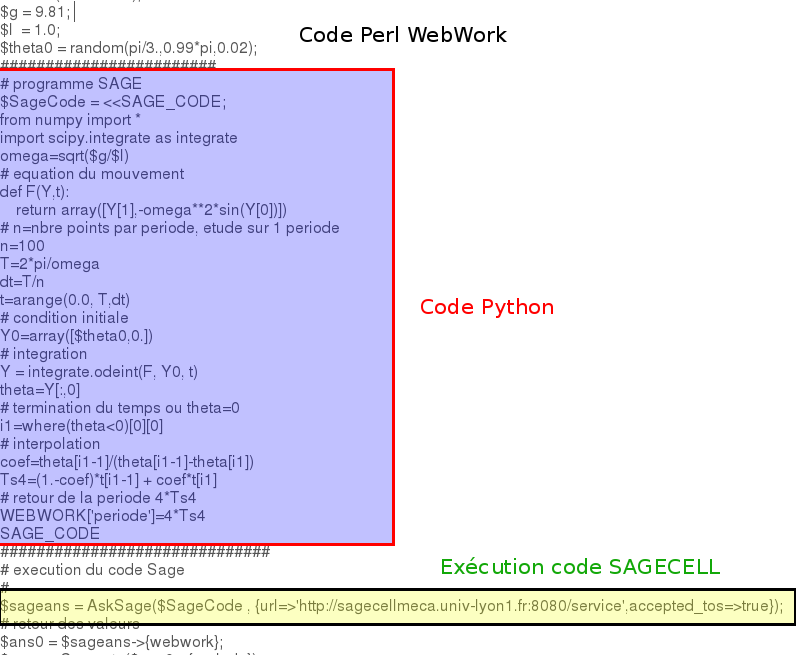 $g = 9.81;
$l = 1.0;
Code Perl WebWork
$theta0 = random(pi/3.,0.99*pi,0.02);
########################
# programme SAGE
$SageCode = <<SAGE_CODE;
from numpy import *
import scipy.integrate as integrate
omega=sqrt($g/$l)
# equation du mouvement
def F(Y,t):
    return array([Y[1],-omega**2*sin(Y[0])])
# n=nbre points par periode, etude sur 1 periode
n=100
T=2*pi/omega
dt=T/n
t=arange(0.0, T,dt)
Code Python
# condition initiale
Y0=array([$theta0,0.])
# integration
Y = integrate.odeint(F, Y0, t)
theta=Y[:,0]
# termination du temps ou theta=0
i1=where(theta<0)[0][0]
# interpolation
coef=theta[i1-1]/(theta[i1-1]-theta[i1])
Ts4=(1.-coef)*t[i1-1] + coef*t[i1]
# retour de la periode 4*Ts4
WEBWORK['periode']=4*Ts4
SAGE_CODE
##############################
# execution du code Sage
Exécution code SAGECELL
#
$sageans = AskSage($SageCode , {url=>'http://sagecellmeca.univ-lyon1.fr:8080/service',accepted_tos=>true});
# retour des valeurs
$ans0 = $sageans->{webwork};